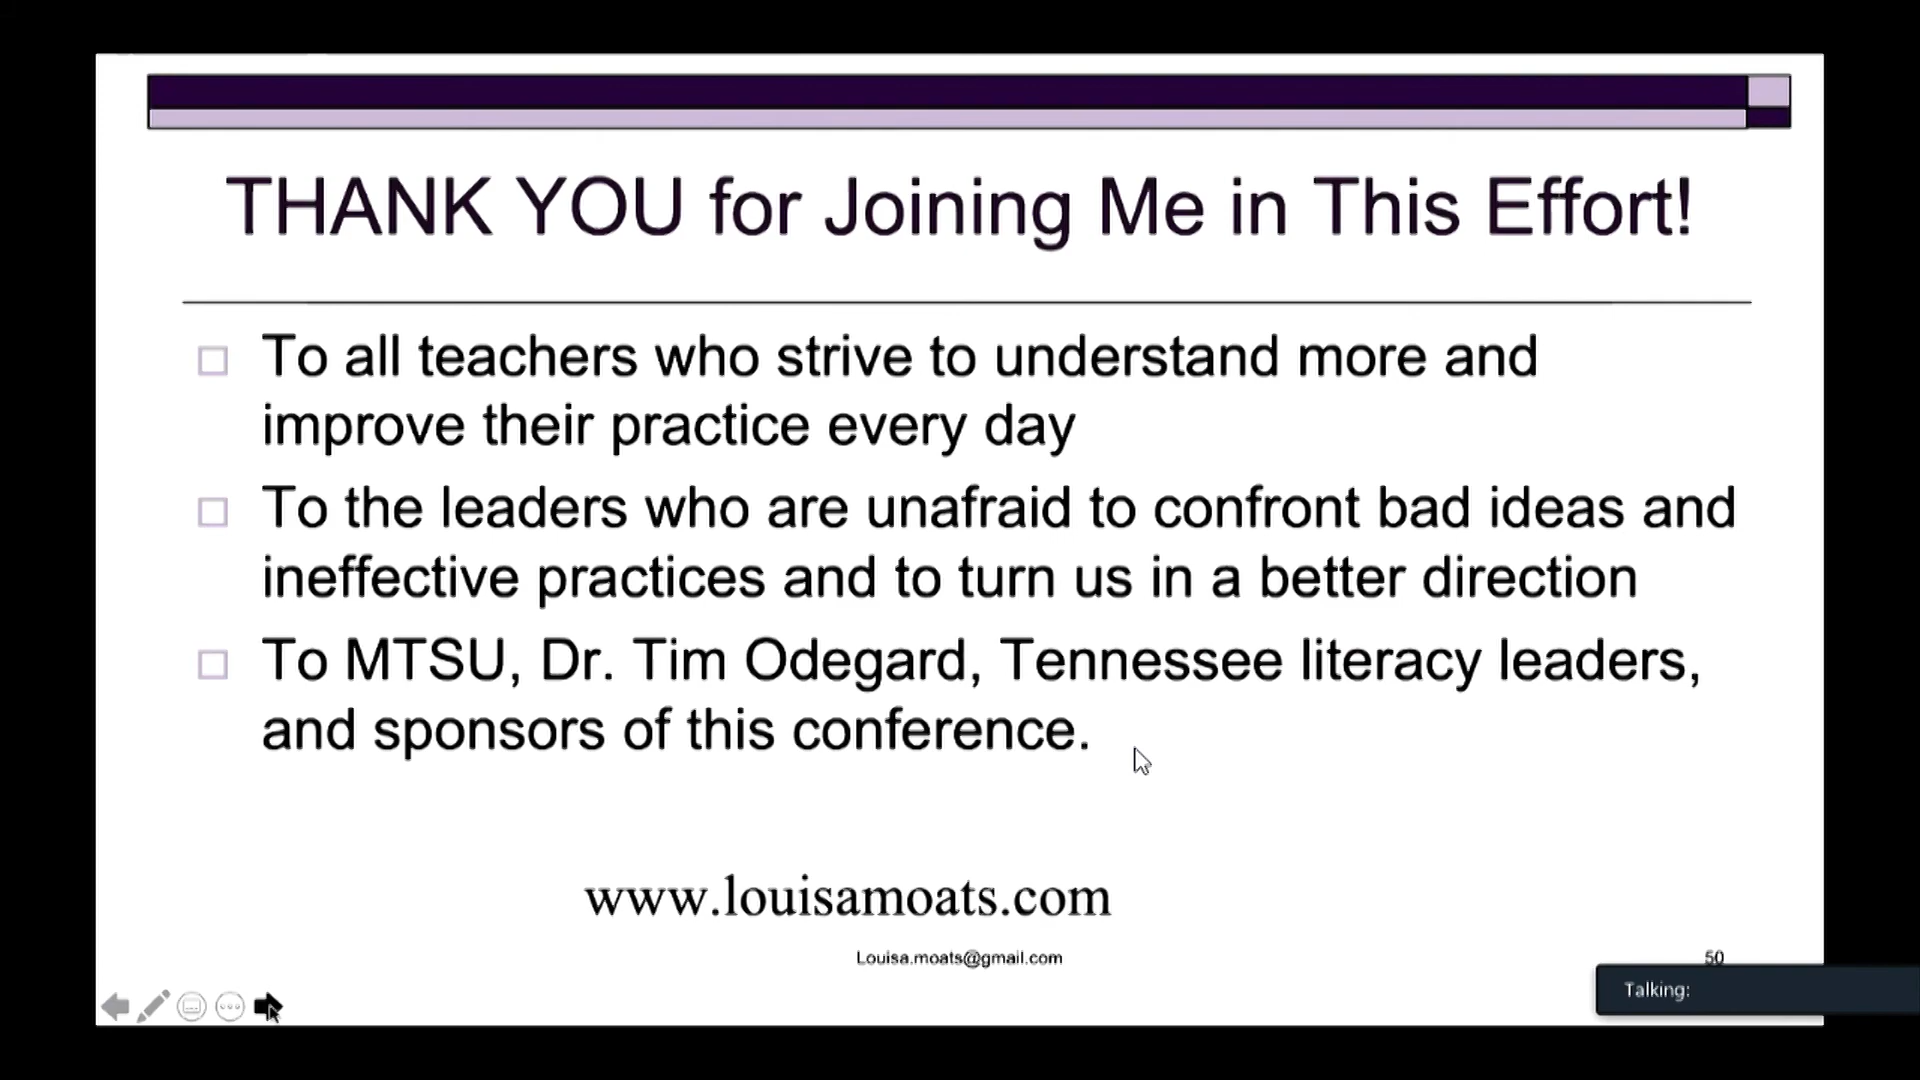 THANK YOU for Joining Me in This Effort!
To all teachers who strive to understand more and
improve their practice every day
To the leaders who are unafraid to confront bad ideas and
ineffective practices and to turn us in a better direction
To MTSU, Dr. Tim Odegard, Tennessee literacy leaders,
and sponsors of this conference.
www.louisamoats.com
Louisa.moats@gmail.com
50
Talking: